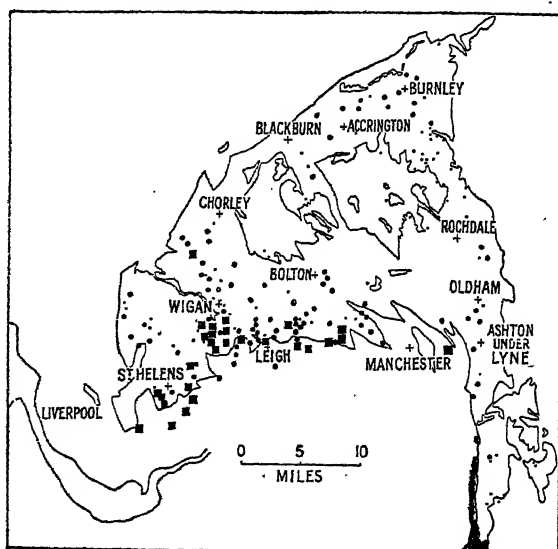 BURNLEY
ACCRINGTON
BLACKBURN
CHORLEY
ROCHDALE
BOLTON
WIGAN
OLDHAM
ASHTON
UNDER
LYNE
LEIGH
MANCHESTER
ST HELENS
LIVERPOOL
0 5 10
MILES